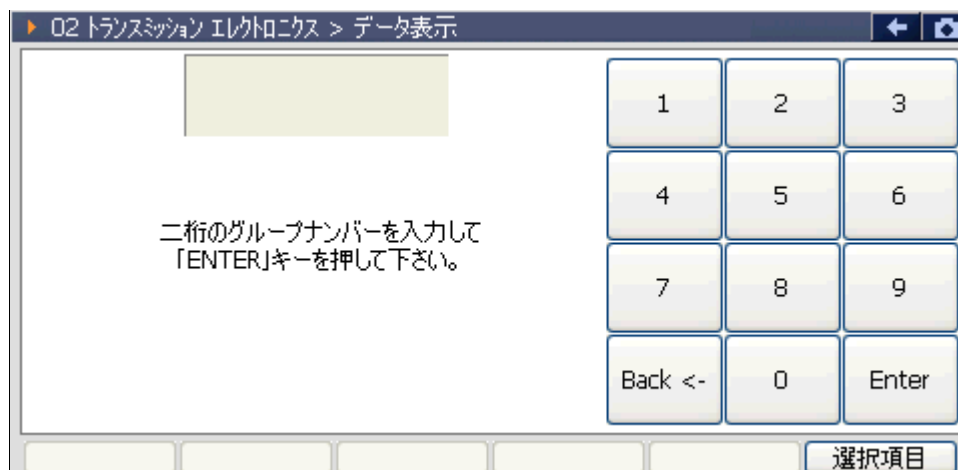 02 トランスミッション エレクトロニクス > データ表示
二桁のグループナンバーを入力して
「ENTER」キーを押して下さい。
1 2 3
4 5 6
7 8 9
Back <- 0 Enter
選択項目